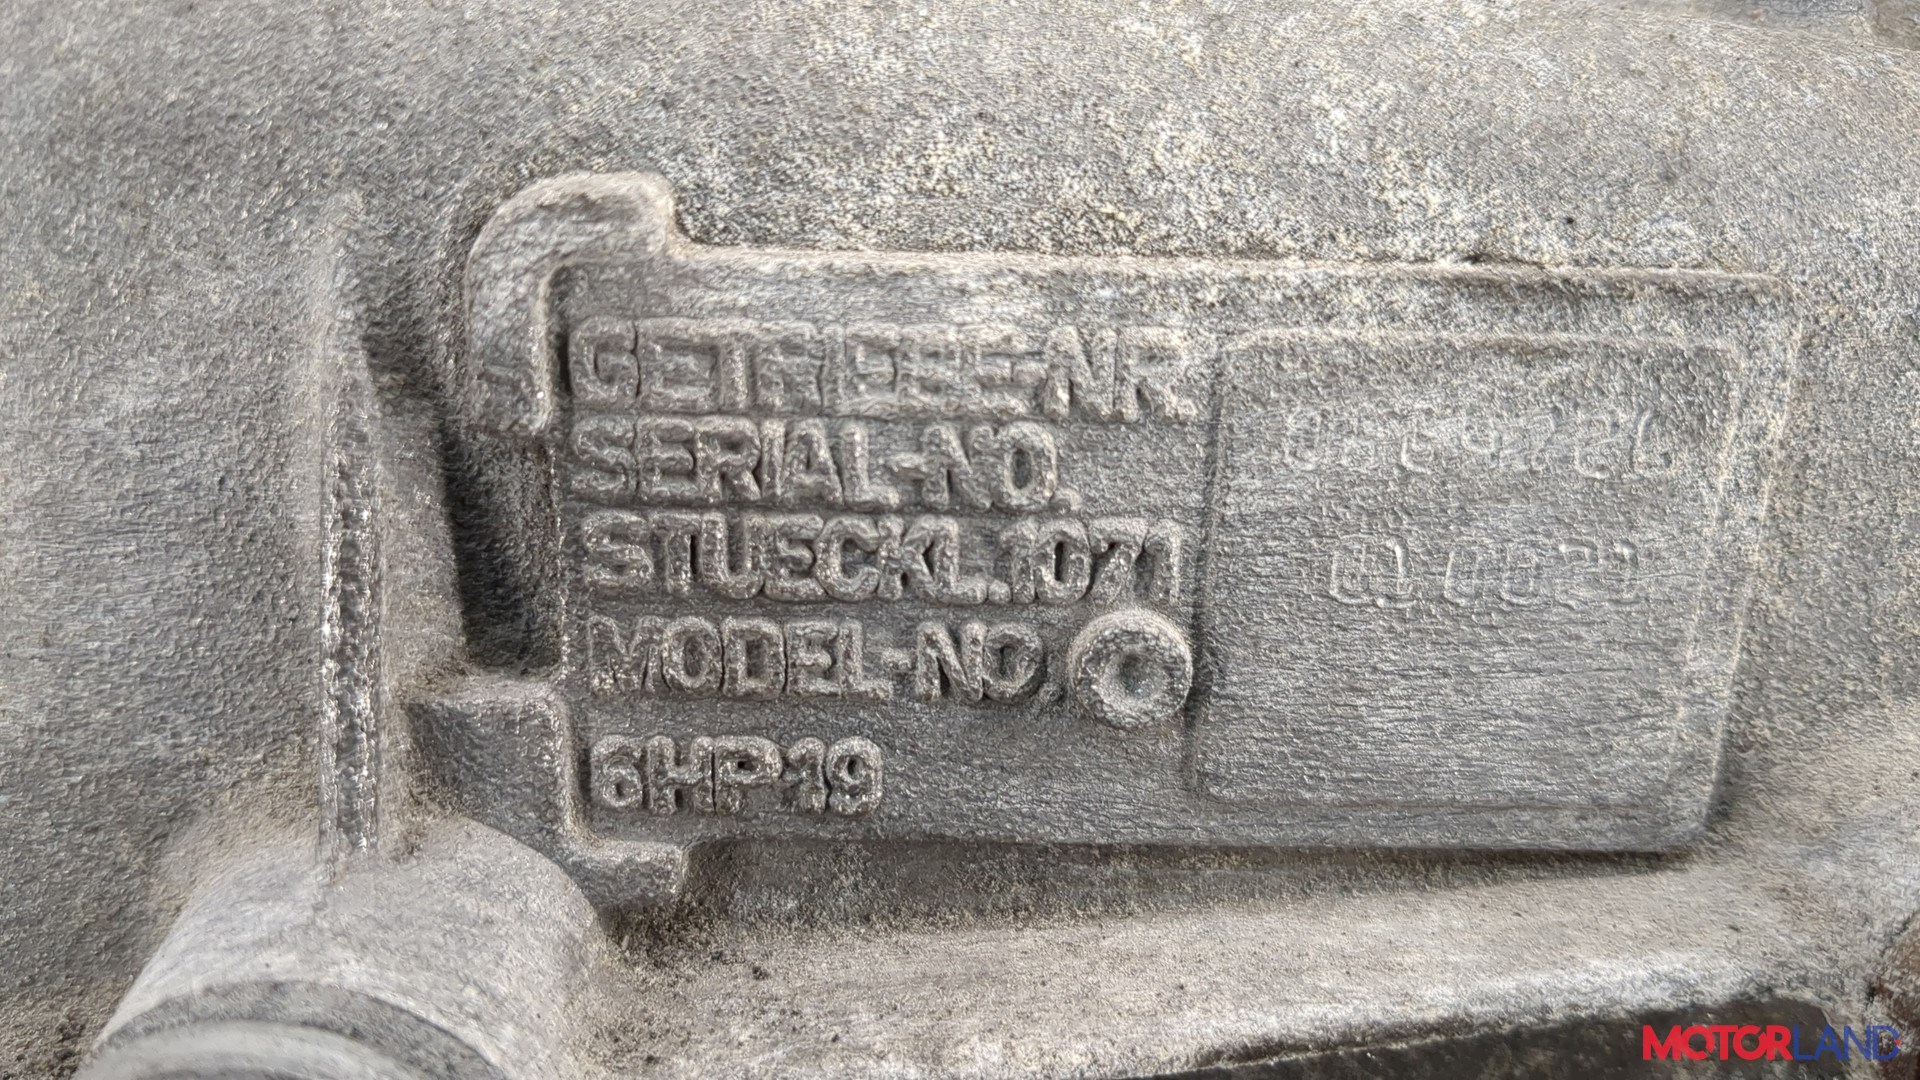 GETRIEBE-NR.
SERIAL-NO.
STUECKL.1071
MODEL-NO.
6HP19
MOTORLAND